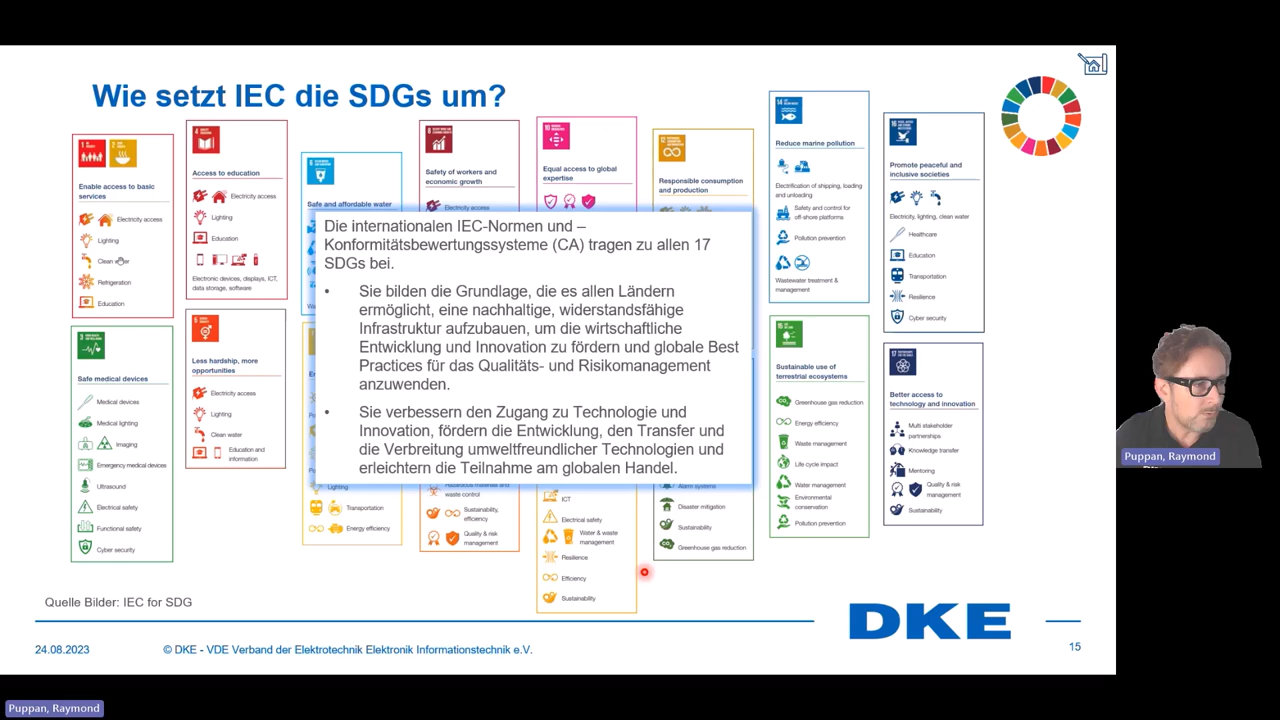 Wie setzt IEC die SDGs um?
Enable access to basic
services
Electricity access
Lighting
Clean water
Refrigeration
Education
Safe medical devices
Medical devices
Medical lighting
Imaging
Emergency medical devices
Ultrasound
Electrical safety
Functional safety
Cyber security
Access to education
Electricity access
Lighting
Education
Electronic devices, displays, ICT,
data storage, software
Less hardship, more
opportunities
Electricity access
Lighting
Clean water
Education and
information
Safe and affordable water
Lighting
Transportation
Energy efficiency
Safety of workers and
economic growth
Electricity access
waste control
Sustainability,
efficiency
Quality & risk
management
Equal access to global
expertise
ICT
Electrical safety
Water & waste
management
Resilience
Efficiency
Sustainability
Responsible consumption
and production
Alarm systems
Disaster mitigation
Sustainability
Greenhouse gas reduction
Die internationalen IEC-Normen und –
Konformitätsbewertungssysteme (CA) tragen zu allen 17
SDGs bei.
• Sie bilden die Grundlage, die es allen Ländern
ermöglicht, eine nachhaltige, widerstandsfähige
Infrastruktur aufzubauen, um die wirtschaftliche
Entwicklung und Innovation zu fördern und globale Best
Practices für das Qualitäts- und Risikomanagement
anzuwenden.
• Sie verbessern den Zugang zu Technologie und
Innovation, fördern die Entwicklung, den Transfer und
die Verbreitung umweltfreundlicher Technologien und
erleichtern die Teilnahme am globalen Handel.
Reduce marine pollution
Electrification of shipping, loading
and unloading
Safety and control for
off-shore platforms
Pollution prevention
Wastewater treatment &
management
Sustainable use of
terrestrial ecosystems
Greenhouse gas reduction
Energy efficiency
Waste management
Life cycle impact
Water management
Environmental
conservation
Pollution prevention
Promote peaceful and
inclusive societies
Electricity, lighting, clean water
Healthcare
Education
Transportation
Resilience
Cyber security
Better access to
technology and innovation
Multi stakeholder
partnerships
Knowledge transfer
Mentoring
Quality & risk
management
Sustainability
Quelle Bilder: IEC for SDG
DKE
24.08.2023
© DKE - VDE Verband der Elektrotechnik Elektronik Informationstechnik e.V.
15
Puppan, Raymond
Puppan, Raymond